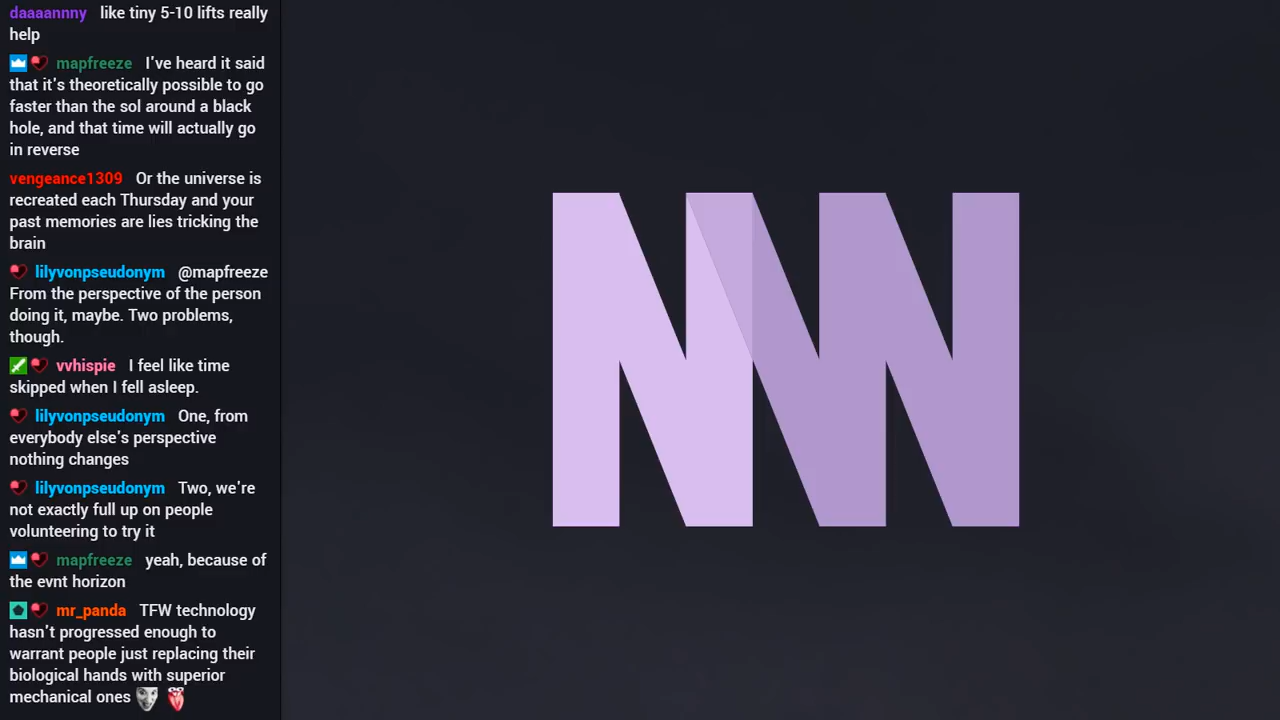 daaaannny like tiny 5-10 lifts really
help
mapfreeze I've heard it said
that it's theoretically possible to go
faster than the sol around a black
hole, and that time will actually go
in reverse
vengeance1309 Or the universe is
recreated each Thursday and your
past memories are lies tricking the
brain
lilyvonpseudonym @mapfreeze
From the perspective of the person
doing it, maybe. Two problems,
though.
vvhispie I feel like time
skipped when I fell asleep.
lilyvonpseudonym One, from
everybody else's perspective
nothing changes
lilyvonpseudonym Two, we're
not exactly full up on people
volunteering to try it
mapfreeze yeah, because of
the evnt horizon
mr_panda TFW technology
hasn't progressed enough to
warrant people just replacing their
biological hands with superior
mechanical ones
NN